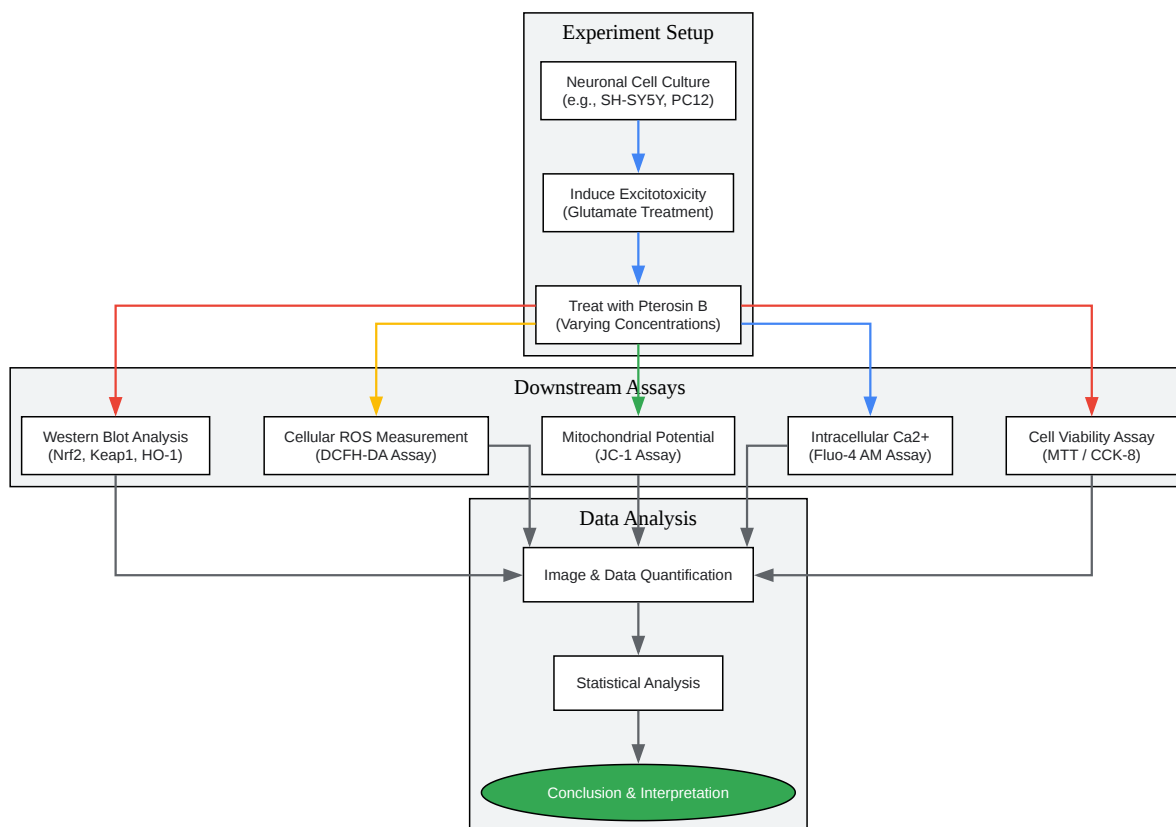 Experiment Setup
Neuronal Cell Culture
(e.g., SH-SY5Y, PC12)
Induce Excitotoxicity
(Glutamate Treatment)
Treat with Pterosin B
(Varying Concentrations)
Downstream Assays
Western Blot Analysis
(Nrf2, Keap1, HO-1)
Cellular ROS Measurement
(DCFH-DA Assay)
Mitochondrial Potential
(JC-1 Assay)
Intracellular Ca2+
(Fluo-4 AM Assay)
Cell Viability Assay
(MTT / CCK-8)
Data Analysis
Image & Data Quantification
Statistical Analysis
Conclusion & Interpretation